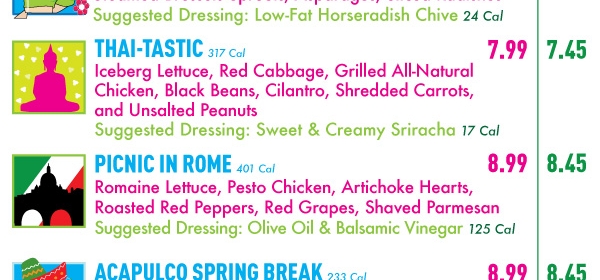 Suggested Dressing: Low-Fat Horseradish Chive 24 Cal
THAI-TASTIC 317 Cal 7.99 7.45
Iceberg Lettuce, Red Cabbage, Grilled All-Natural
Chicken, Black Beans, Cilantro, Shredded Carrots,
and Unsalted Peanuts
Suggested Dressing: Sweet & Creamy Sriracha 17 Cal
PICNIC IN ROME 401 Cal 8.99 8.45
Romaine Lettuce, Pesto Chicken, Artichoke Hearts,
Roasted Red Peppers, Red Grapes, Shaved Parmesan
Suggested Dressing: Olive Oil & Balsamic Vinegar 125 Cal
ACAPULCO SPRING BREAK 233 Cal 8.99 8.45